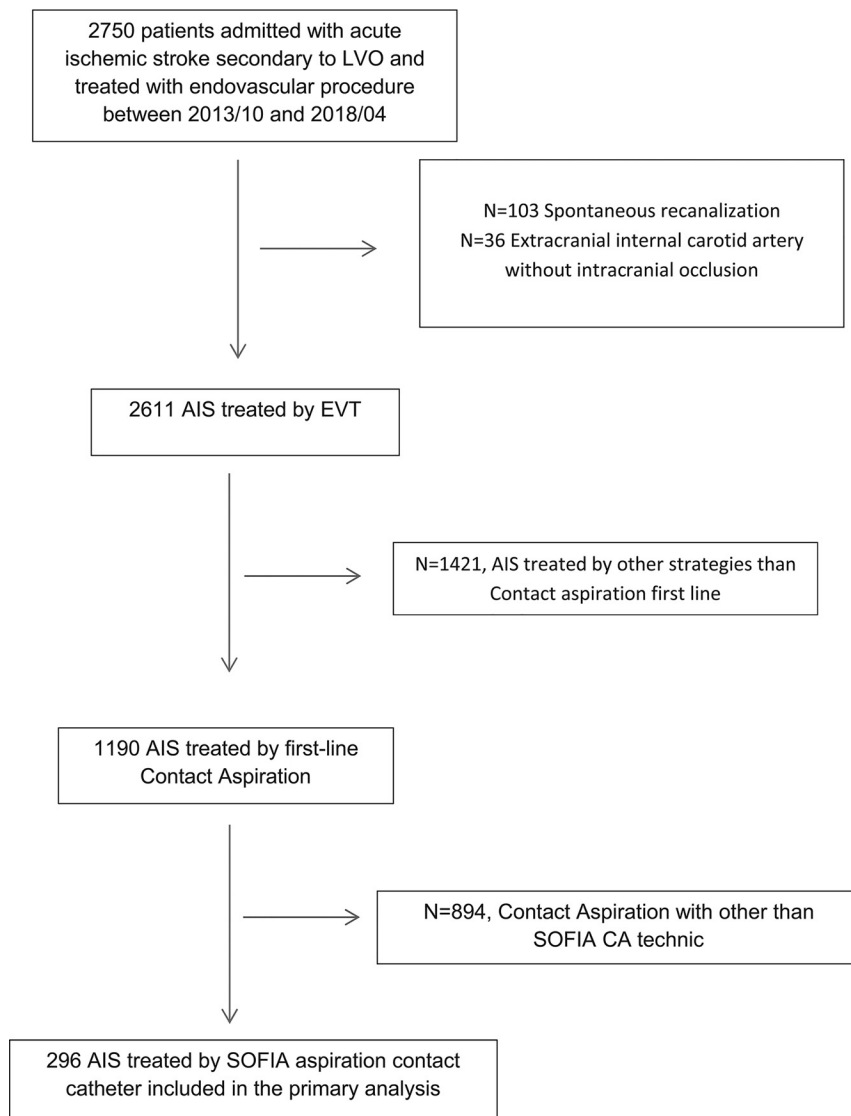 2750 patients admitted with acute
ischemic stroke secondary to LVO and
treated with endovascular procedure
between 2013/10 and 2018/04
N=103 Spontaneous recanalization
N=36 Extracranial internal carotid artery
without intracranial occlusion
2611 AIS treated by EVT
N=1421, AIS treated by other strategies than
Contact aspiration first line
1190 AIS treated by first-line
Contact Aspiration
N=894, Contact Aspiration with other than
SOFIA CA technic
296 AIS treated by SOFIA aspiration contact
catheter included in the primary analysis